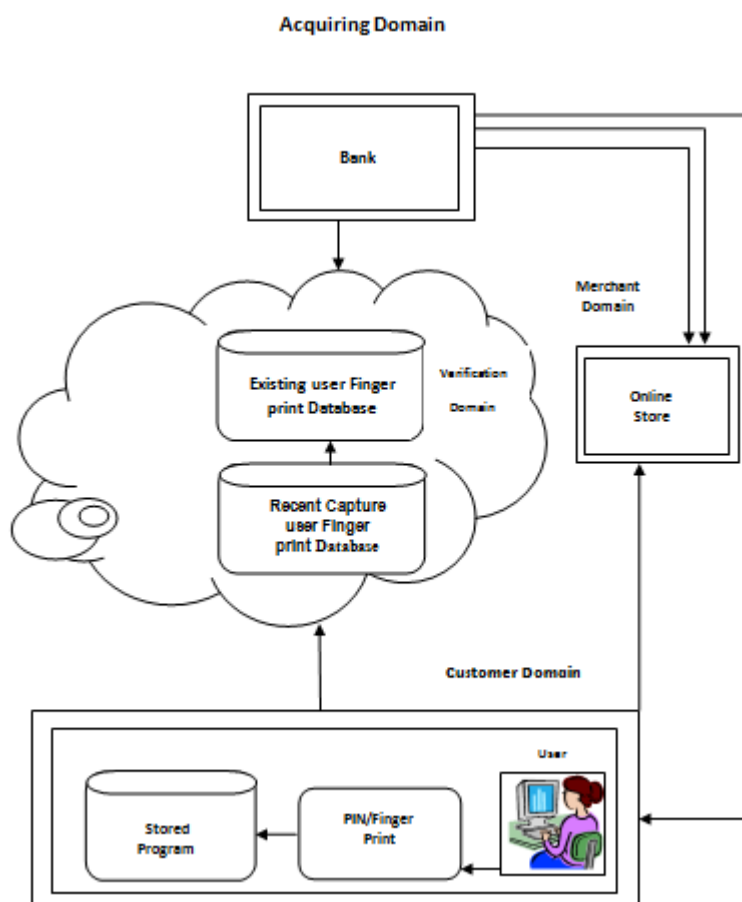 Acquiring Domain
Bank
Merchant
Domain
Existing user Finger
print Database
Verification
Domain
Online
Store
Recent Capture
user Finger
print Database
Customer Domain
User
PIN/Finger
Print
Stored
Program